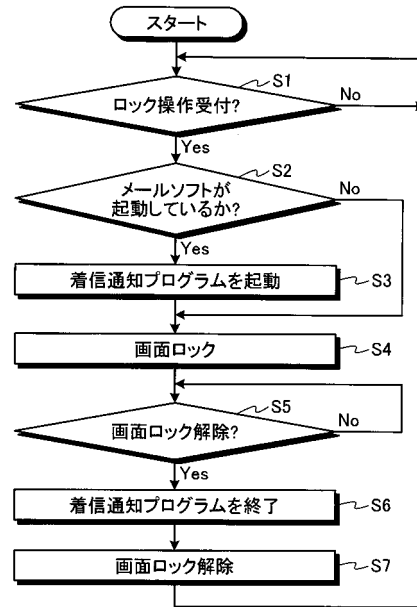 スタート
S1
ロック操作受付?
No
Yes
S2
メールソフトが
起動しているか?
No
Yes
着信通知プログラムを起動
S3
画面ロック
S4
S5
画面ロック解除?
No
Yes
着信通知プログラムを終了
S6
画面ロック解除
S7